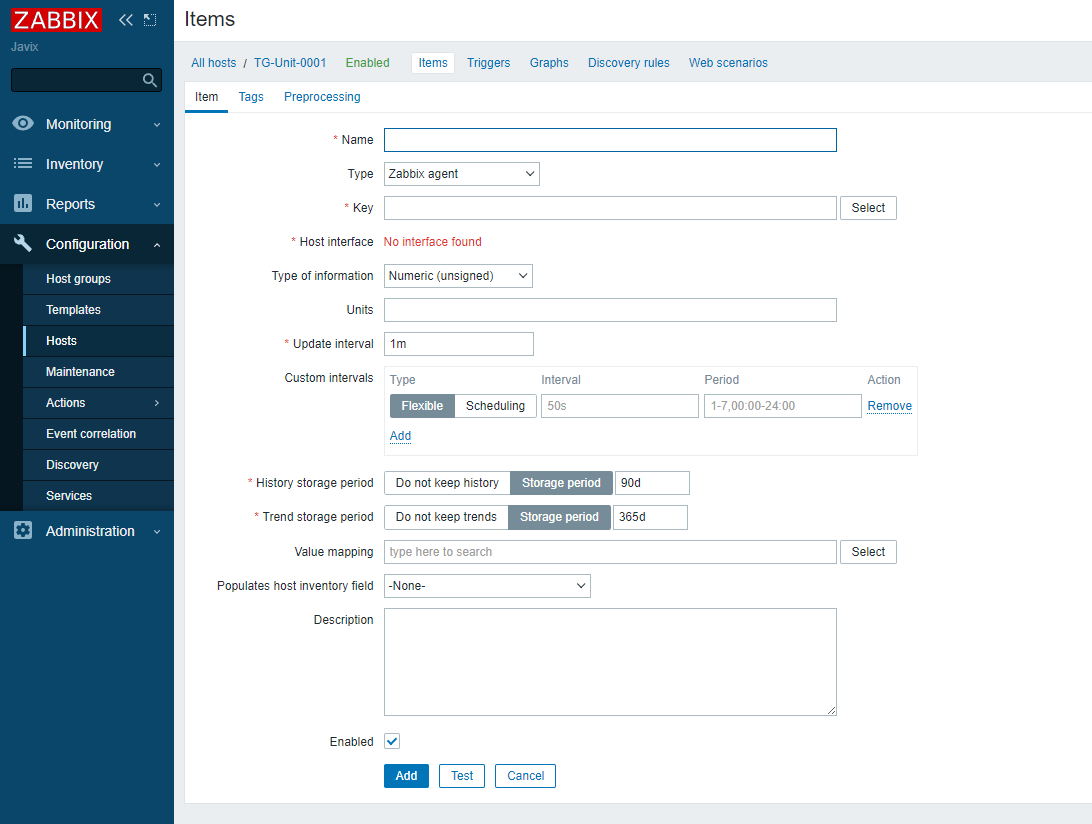 ZABBIX
Javix
Monitoring
Inventory
Reports
Configuration
Host groups
Templates
Hosts
Maintenance
Actions
Event correlation
Discovery
Services
Administration
Items
All hosts / TG-Unit-0001 Enabled Items Triggers Graphs Discovery rules Web scenarios
Item Tags Preprocessing
* Name
Type Zabbix agent
* Key Select
* Host interface No interface found
Type of information Numeric (unsigned)
Units
* Update interval 1m
Custom intervals Type Interval Period Action
Flexible Scheduling 50s 1-7,00:00-24:00 Remove
Add
* History storage period Do not keep history Storage period 90d
* Trend storage period Do not keep trends Storage period 365d
Value mapping type here to search Select
Populates host inventory field -None-
Description
Enabled
Add Test Cancel